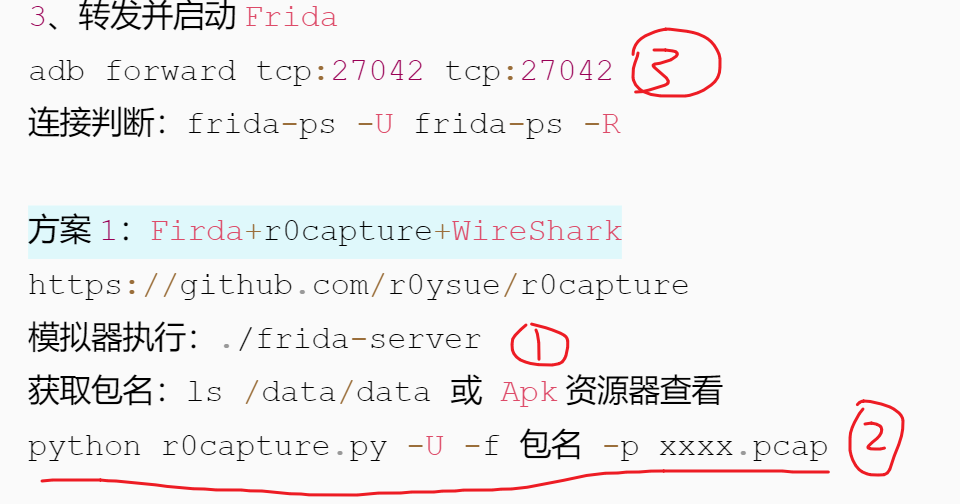 3、转发并启动 Frida
adb forward tcp:27042 tcp:27042 3
连接判断：frida-ps -U frida-ps -R
方案 1：Firda+r0capture+WireShark
https://github.com/r0ysue/r0capture
模拟器执行：./frida-server 1
获取包名：ls /data/data 或 Apk 资源器查看
python r0capture.py -U -f 包名 -p xxxx.pcap 2